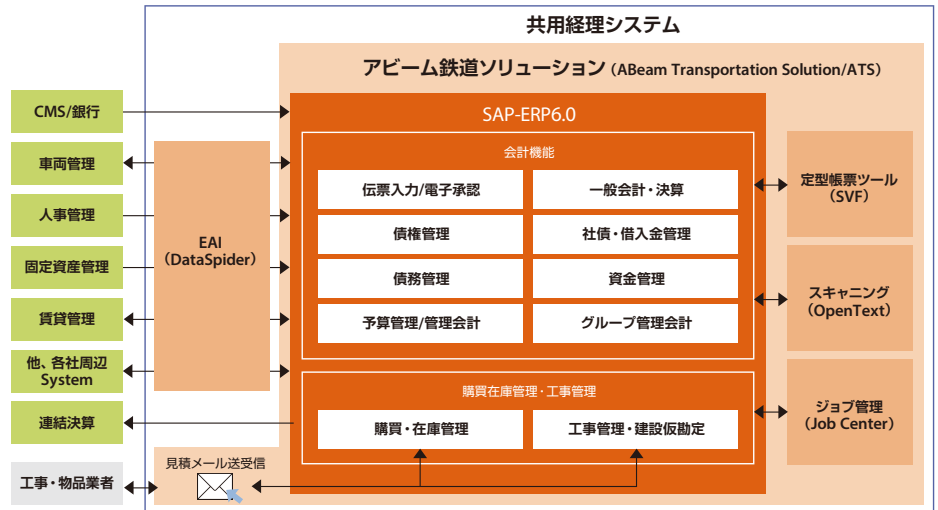 共用経理システム
アビーム鉄道ソリューション（ABeam Transportation Solution/ATS）
CMS/銀行
車両管理
人事管理
固定資産管理
賃貸管理
他、各社周辺
System
連結決算
工事・物品業者
EAI
（DataSpider）
見積メール送受信
SAP-ERP6.0
会計機能
伝票入力/電子承認
一般会計・決算
債権管理
社債・借入金管理
債務管理
資金管理
予算管理/管理会計
グループ管理会計
購買在庫管理・工事管理
購買・在庫管理
工事管理・建設仮勘定
定型帳票ツール
（SVF）
スキャニング
（OpenText）
ジョブ管理
（Job Center）